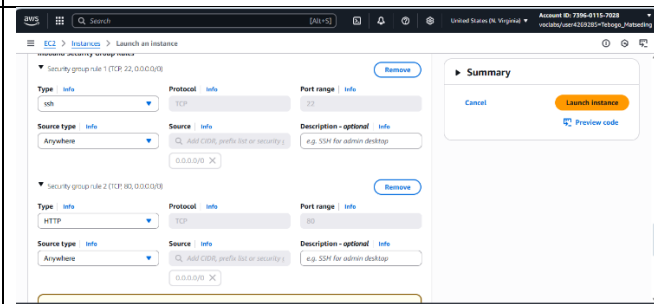 aws Search [Alt+S] United States (N. Virginia) Account ID: 7396-0115-7028
voclabs/user4269285=Tebogo_Matseding
EC2 > Instances > Launch an instance
Inbound Security Group Rules
Security group rule 1 (TCP, 22, 0.0.0.0/0) Remove
Type Info Protocol Info Port range Info
ssh TCP 22
Source type Info Source Info Description - optional Info
Anywhere Add CIDR, prefix list or security g e.g. SSH for admin desktop
0.0.0.0/0
Security group rule 2 (TCP, 80, 0.0.0.0/0) Remove
Type Info Protocol Info Port range Info
HTTP TCP 80
Source type Info Source Info Description - optional Info
Anywhere Add CIDR, prefix list or security g e.g. SSH for admin desktop
0.0.0.0/0
Summary
Cancel Launch instance
Preview code